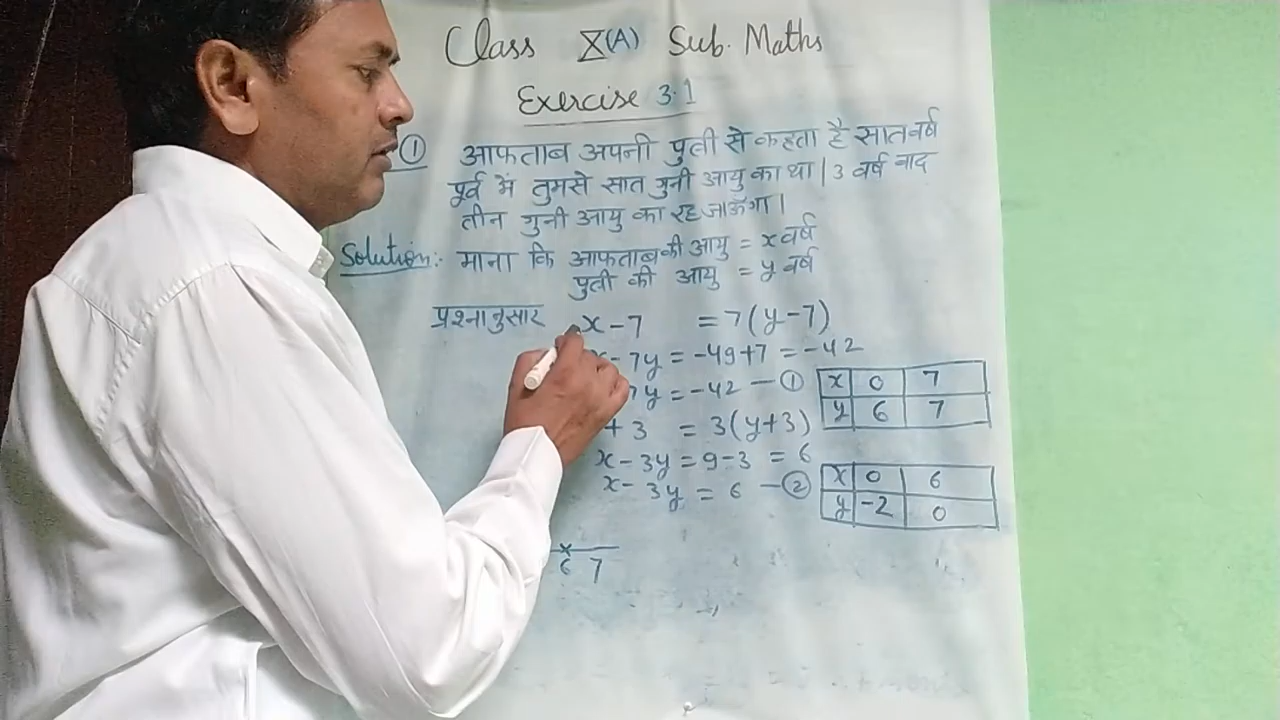 Class X(A) Sub. Maths
Exercise 3.1
① आफताब अपनी पुत्री से कहता है सात वर्ष
पूर्व में तुमसे सात गुनी आयु का था | 3 वर्ष बाद
तीन गुनी आयु का रह जाऊँगा |
Solution:- माना कि आफताब की आयु = x वर्ष
पुत्री की आयु = y वर्ष
प्रश्नानुसार x - 7 = 7(y - 7)
- 7y = -49 + 7 = -42
7y = -42 — ①
+ 3 = 3(y + 3)
x - 3y = 9 - 3 = 6
x - 3y = 6 — ②
x 0 7
y 6 7
x 0 6
y -2 0
6 7